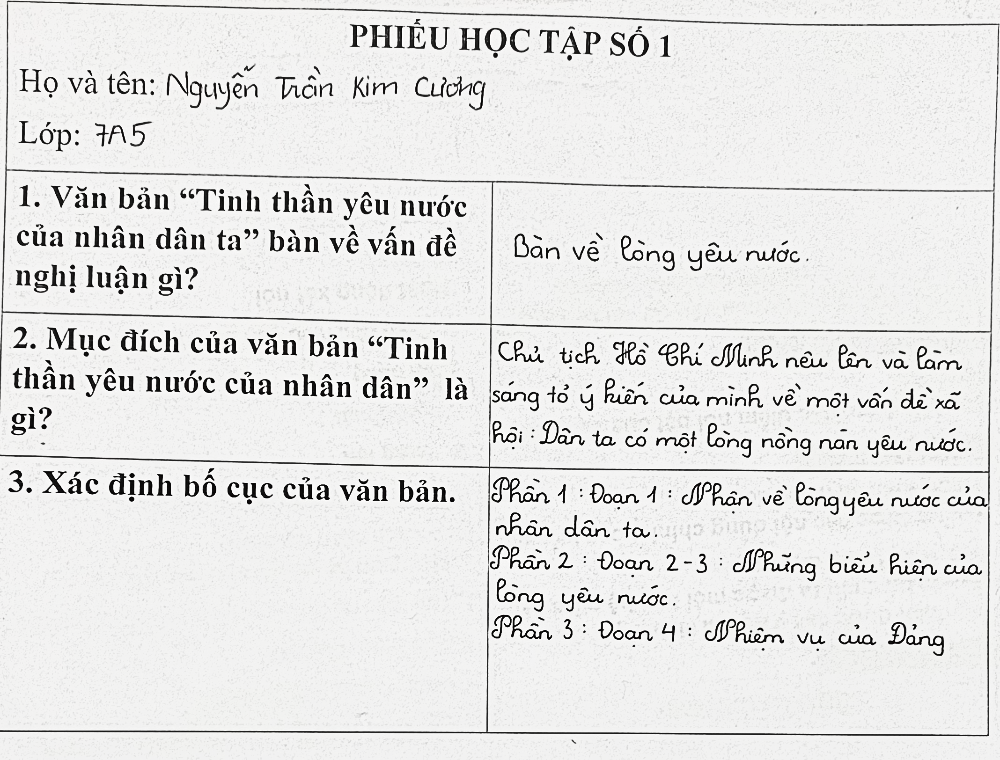 PHIẾU HỌC TẬP SỐ 1
Họ và tên: Nguyễn Trần Kim Cương
Lớp: 7A5
1. Văn bản “Tinh thần yêu nước
của nhân dân ta” bàn về vấn đề
nghị luận gì?
Bàn về lòng yêu nước.
2. Mục đích của văn bản “Tinh
thần yêu nước của nhân dân” là
gì?
Chủ tịch Hồ Chí Minh nêu lên và làm
sáng tỏ ý kiến của mình về một vấn đề xã
hội : Dân ta có một lòng nồng nàn yêu nước.
3. Xác định bố cục của văn bản.
Phần 1 : Đoạn 1 : Nhận về lòng yêu nước của
nhân dân ta.
Phần 2 : Đoạn 2 - 3 : Những biểu hiện của
lòng yêu nước.
Phần 3 : Đoạn 4 : Nhiệm vụ của Đảng